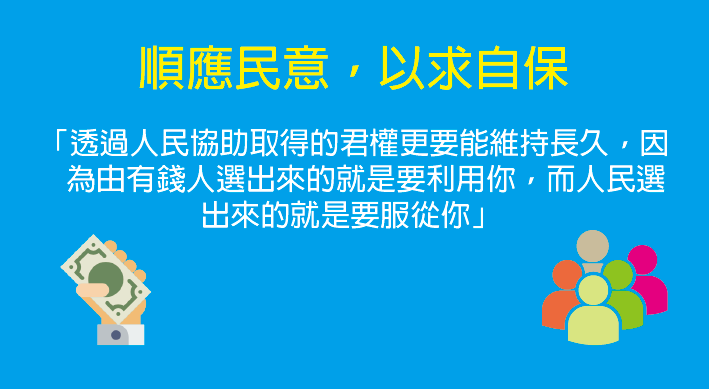 順應民意，以求自保
「透過人民協助取得的君權更要能維持長久，因
為由有錢人選出來的就是要利用你，而人民選
出來的就是要服從你」